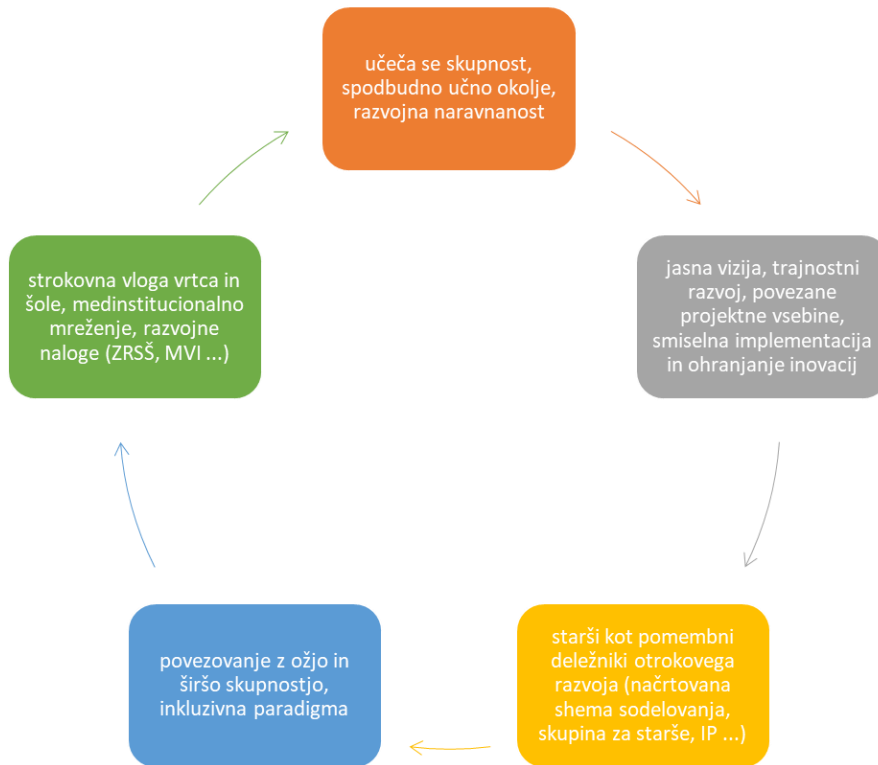 učeča se skupnost,
spodbudno učno okolje,
razvojna naravnanost
jasna vizija, trajnostni
razvoj, povezane
projektne vsebine,
smiselna implementacija
in ohranjanje inovacij
starši kot pomembni
deležniki otrokovega
razvoja (načrtovana
shema sodelovanja,
skupina za starše, IP ...)
povezovanje z ožjo in
širšo skupnostjo,
inkluzivna paradigma
strokovna vloga vrtca in
šole, medinstitucionalno
mreženje, razvojne
naloge (ZRSŠ, MVI ...)